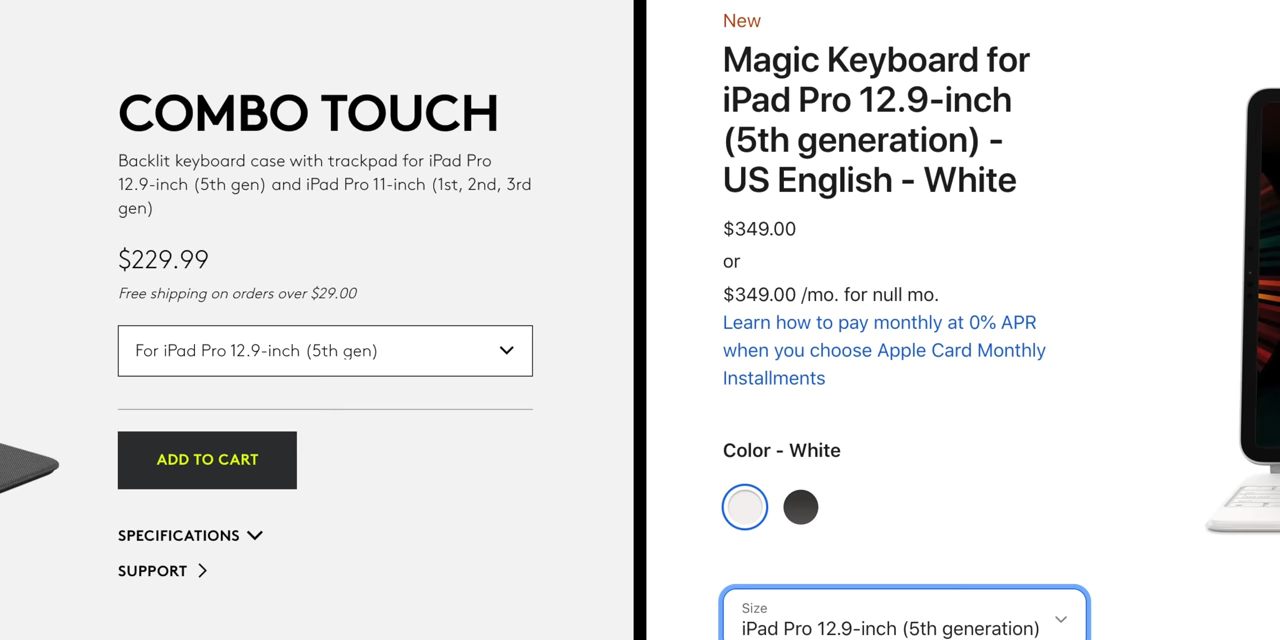 COMBO TOUCH
Backlit keyboard case with trackpad for iPad Pro
12.9-inch (5th gen) and iPad Pro 11-inch (1st, 2nd, 3rd
gen)
$229.99
Free shipping on orders over $29.00
For iPad Pro 12.9-inch (5th gen)
ADD TO CART
SPECIFICATIONS
SUPPORT
New
Magic Keyboard for
iPad Pro 12.9-inch
(5th generation) -
US English - White
$349.00
or
$349.00 /mo. for null mo.
Learn how to pay monthly at 0% APR
when you choose Apple Card Monthly
Installments
Color - White
Size
iPad Pro 12.9-inch (5th generation)